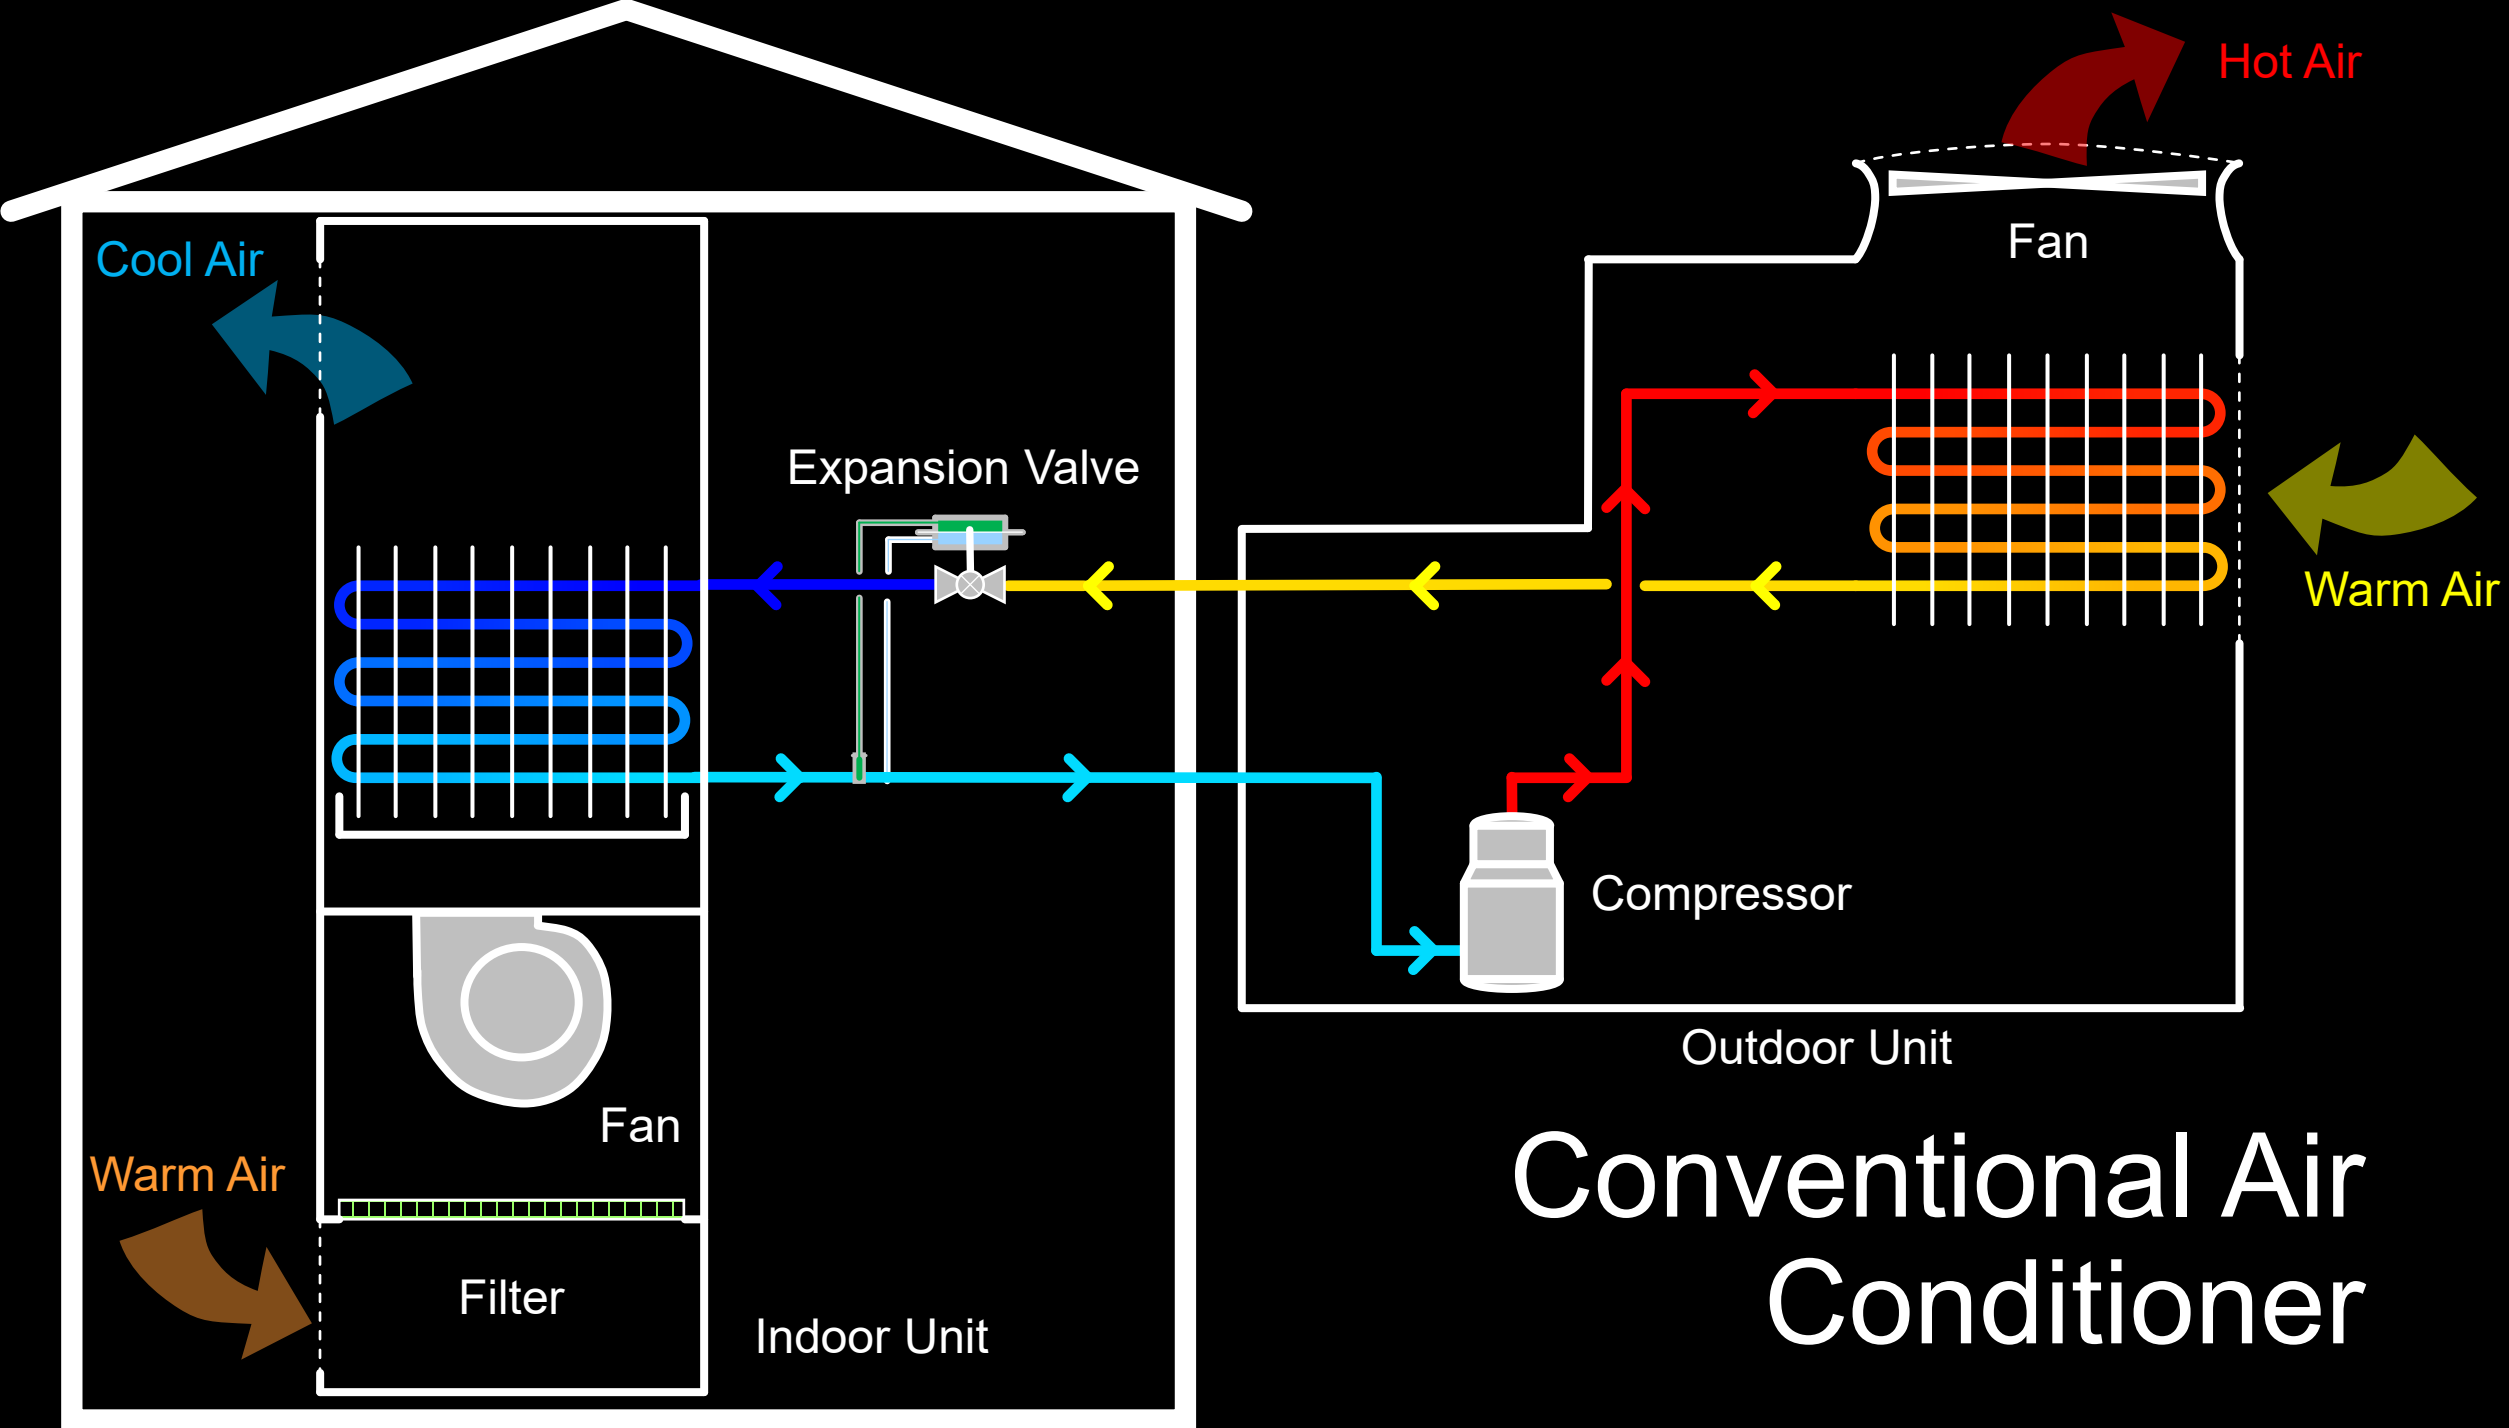 Hot Air
Cool Air
Fan
Expansion Valve
Warm Air
Compressor
Outdoor Unit
Fan
Warm Air
Filter
Indoor Unit
Conventional Air
Conditioner